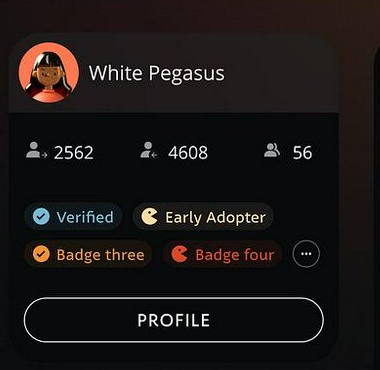 White Pegasus
2562 4608 56
Verified Early Adopter
Badge three Badge four
PROFILE